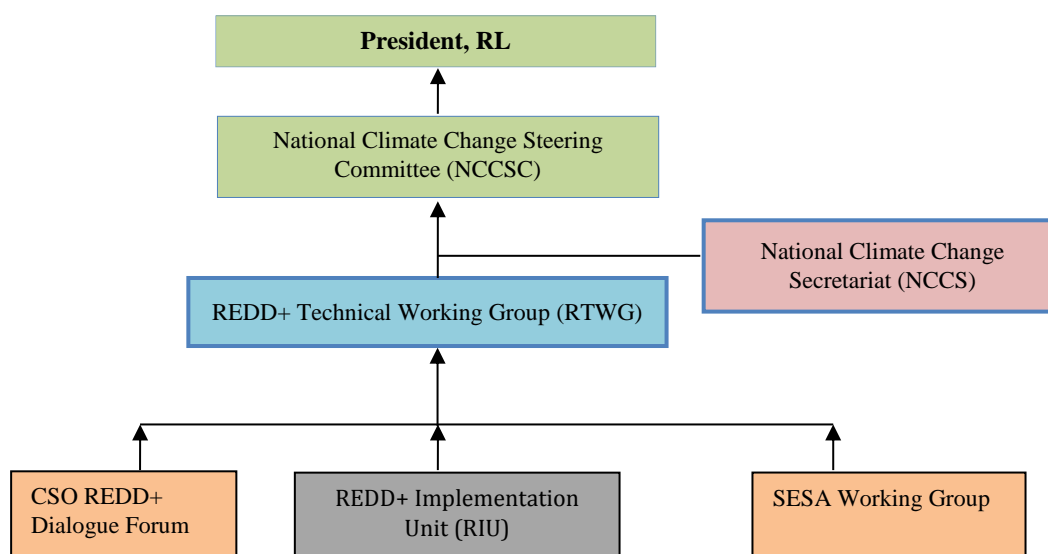 President, RL
National Climate Change Steering
Committee (NCCSC)
National Climate Change
Secretariat (NCCS)
REDD+ Technical Working Group (RTWG)
CSO REDD+
Dialogue Forum
REDD+ Implementation
Unit (RIU)
SESA Working Group